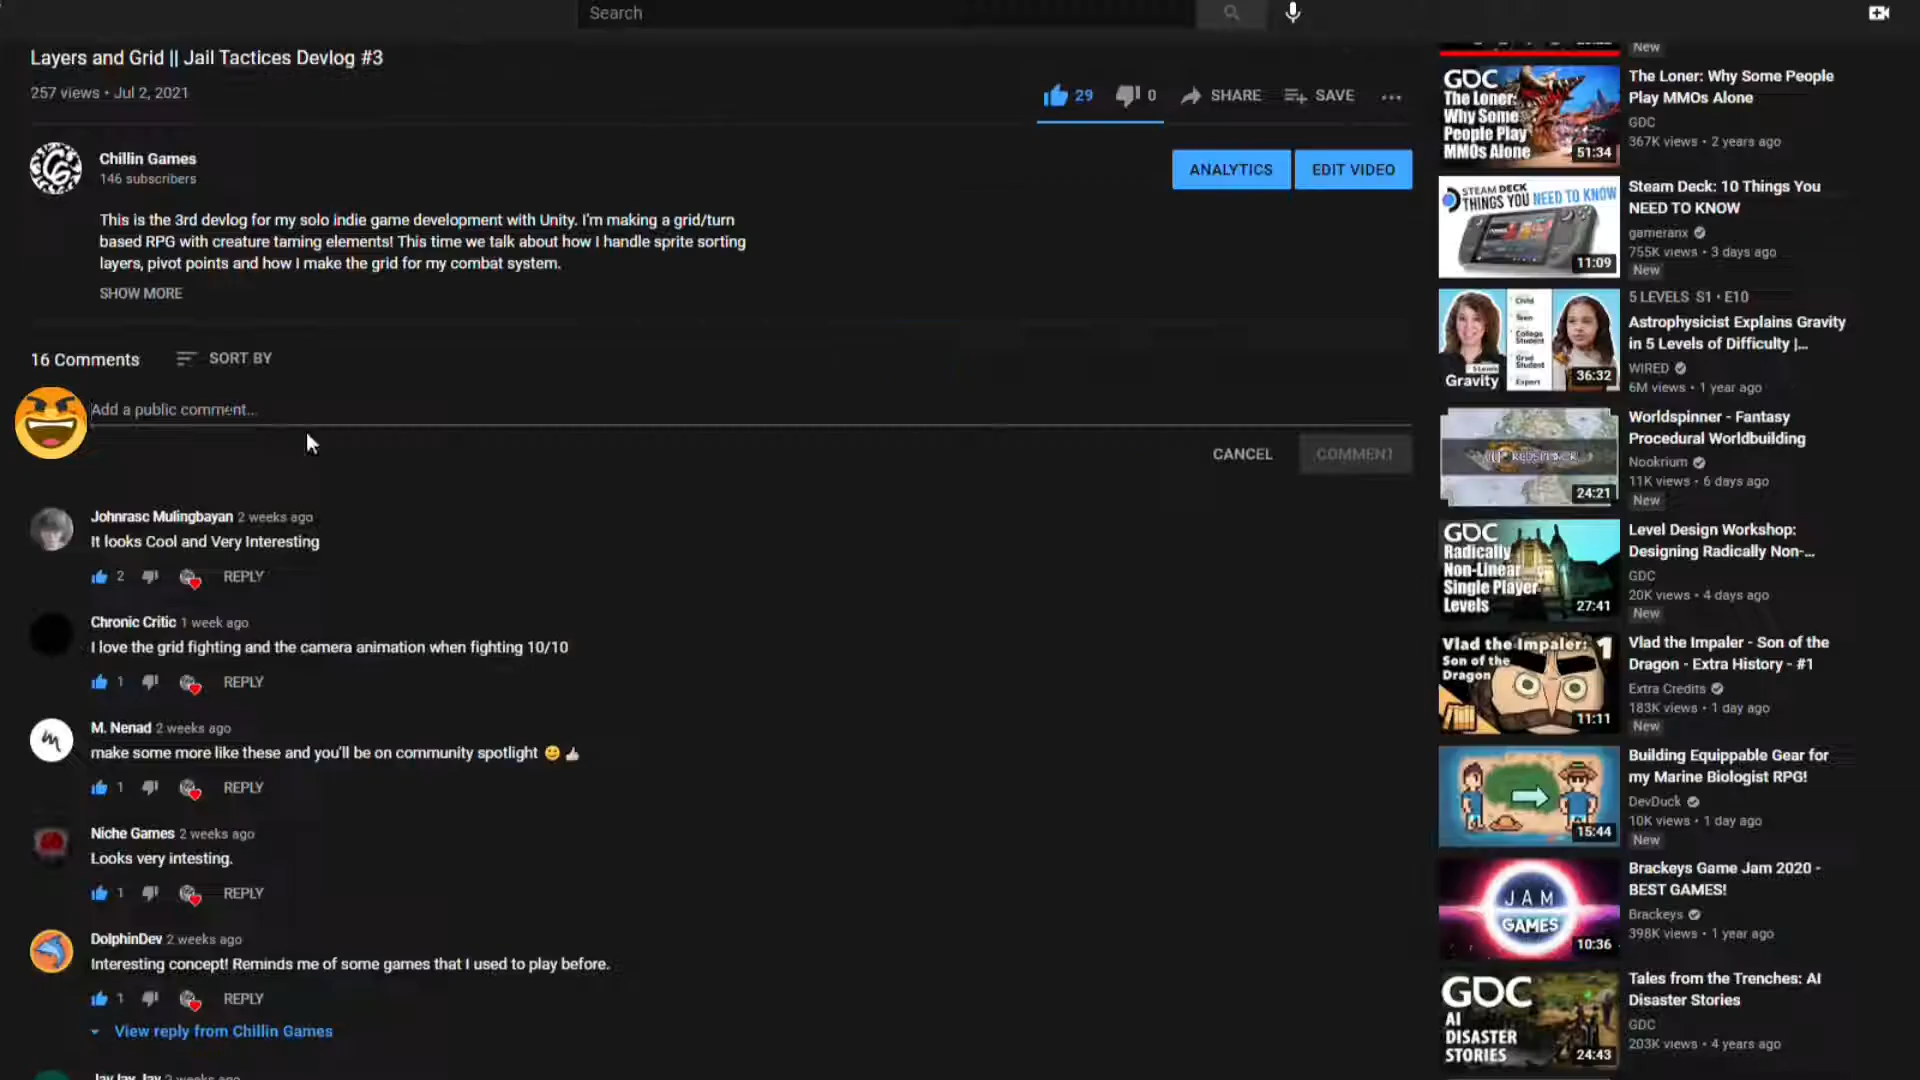 Search
Layers and Grid || Jail Tactices Devlog #3
257 views • Jul 2, 2021
29
0
SHARE
SAVE
Chillin Games
146 subscribers
ANALYTICS
EDIT VIDEO
This is the 3rd devlog for my solo indie game development with Unity. I'm making a grid/turn
based RPG with creature taming elements! This time we talk about how I handle sprite sorting
layers, pivot points and how I make the grid for my combat system.
SHOW MORE
16 Comments
SORT BY
Add a public comment...
CANCEL
COMMENT
Johnrasc Mulingbayan 2 weeks ago
It looks Cool and Very Interesting
2
REPLY
Chronic Critic 1 week ago
I love the grid fighting and the camera animation when fighting 10/10
1
REPLY
M. Nenad 2 weeks ago
make some more like these and you'll be on community spotlight
1
REPLY
Niche Games 2 weeks ago
Looks very intesting.
1
REPLY
DolphinDev 2 weeks ago
Interesting concept! Reminds me of some games that I used to play before.
1
REPLY
View reply from Chillin Games
Jay Jay Jay 2 weeks ago
New
GDC
The Loner:
Why Some
People Play
MMOs Alone
51:34
The Loner: Why Some People
Play MMOs Alone
GDC
367K views • 2 years ago
STEAM DECK
THINGS YOU NEED TO KNOW
11:09
Steam Deck: 10 Things You
NEED TO KNOW
gameranx
755K views • 3 days ago
New
Child
Teen
College
Student
Grad
Student
Expert
5 Levels
Gravity
36:32
5 LEVELS S1 • E10
Astrophysicist Explains Gravity
in 5 Levels of Difficulty |...
WIRED
6M views • 1 year ago
24:21
Worldspinner - Fantasy
Procedural Worldbuilding
Nookrium
11K views • 6 days ago
New
GDC
Radically
Non-Linear
Single Player
Levels
27:41
Level Design Workshop:
Designing Radically Non-...
GDC
20K views • 4 days ago
New
Vlad the Impaler: 1
Son of the
Dragon
11:11
Vlad the Impaler - Son of the
Dragon - Extra History - #1
Extra Credits
183K views • 1 day ago
New
15:44
Building Equippable Gear for
my Marine Biologist RPG!
DevDuck
10K views • 1 day ago
New
JAM
GAMES
10:36
Brackeys Game Jam 2020 -
BEST GAMES!
Brackeys
398K views • 1 year ago
GDC
AI
DISASTER
STORIES
24:43
Tales from the Trenches: AI
Disaster Stories
GDC
203K views • 4 years ago